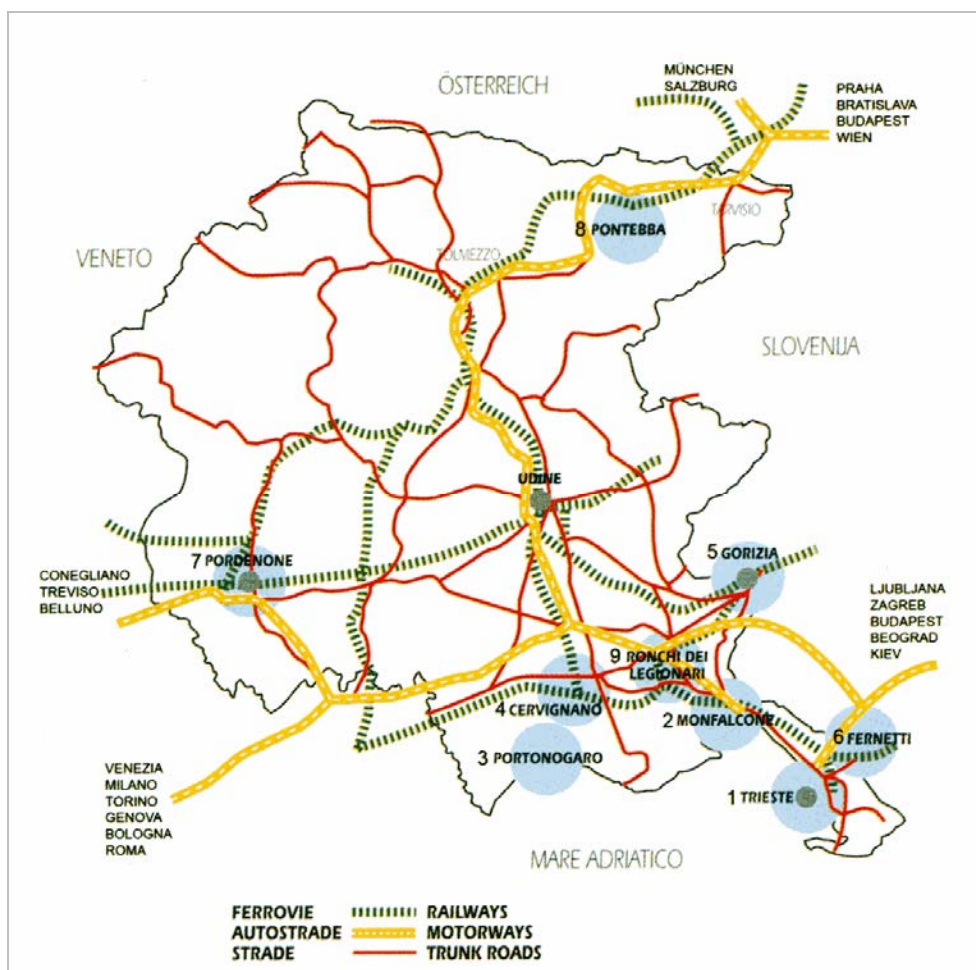 MÜNCHEN
SALZBURG
ÖSTERREICH
PRAHA
BRATISLAVA
BUDAPEST
WIEN
TARVISIO
8 PONTEBBA
VENETO
TOLMEZZO
SLOVENIJA
UDINE
7 PORDENONE
5 GORIZIA
CONEGLIANO
TREVISO
BELLUNO
LJUBLJANA
ZAGREB
BUDAPEST
BEOGRAD
KIEV
9 RONCHI DEI
LEGIONARI
4 CERVIGNANO
2 MONFALCONE
6 FERNETTI
3 PORTONOGARO
1 TRIESTE
VENEZIA
MILANO
TORINO
GENOVA
BOLOGNA
ROMA
MARE ADRIATICO
FERROVIE RAILWAYS
AUTOSTRADE MOTORWAYS
STRADE TRUNK ROADS